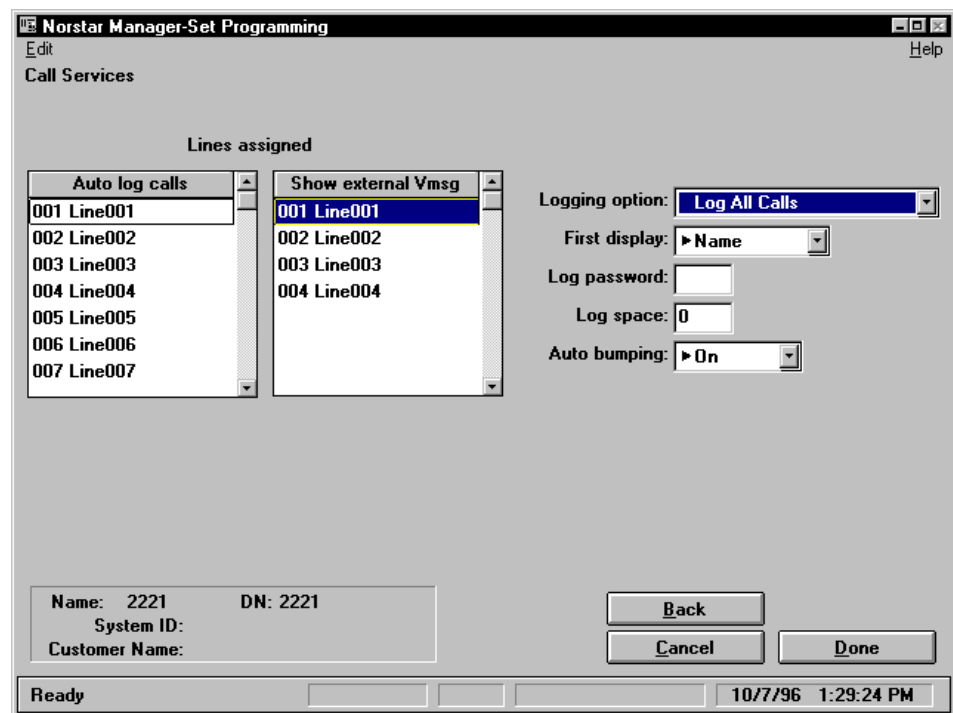 Norstar Manager-Set Programming
Edit Help
Call Services
Lines assigned
Auto log calls
001 Line001
002 Line002
003 Line003
004 Line004
005 Line005
006 Line006
007 Line007
Show external Vmsg
001 Line001
002 Line002
003 Line003
004 Line004
Logging option: Log All Calls
First display: Name
Log password:
Log space: 0
Auto bumping: On
Name: 2221 DN: 2221
System ID:
Customer Name:
Back
Cancel Done
Ready 10/7/96 1:29:24 PM